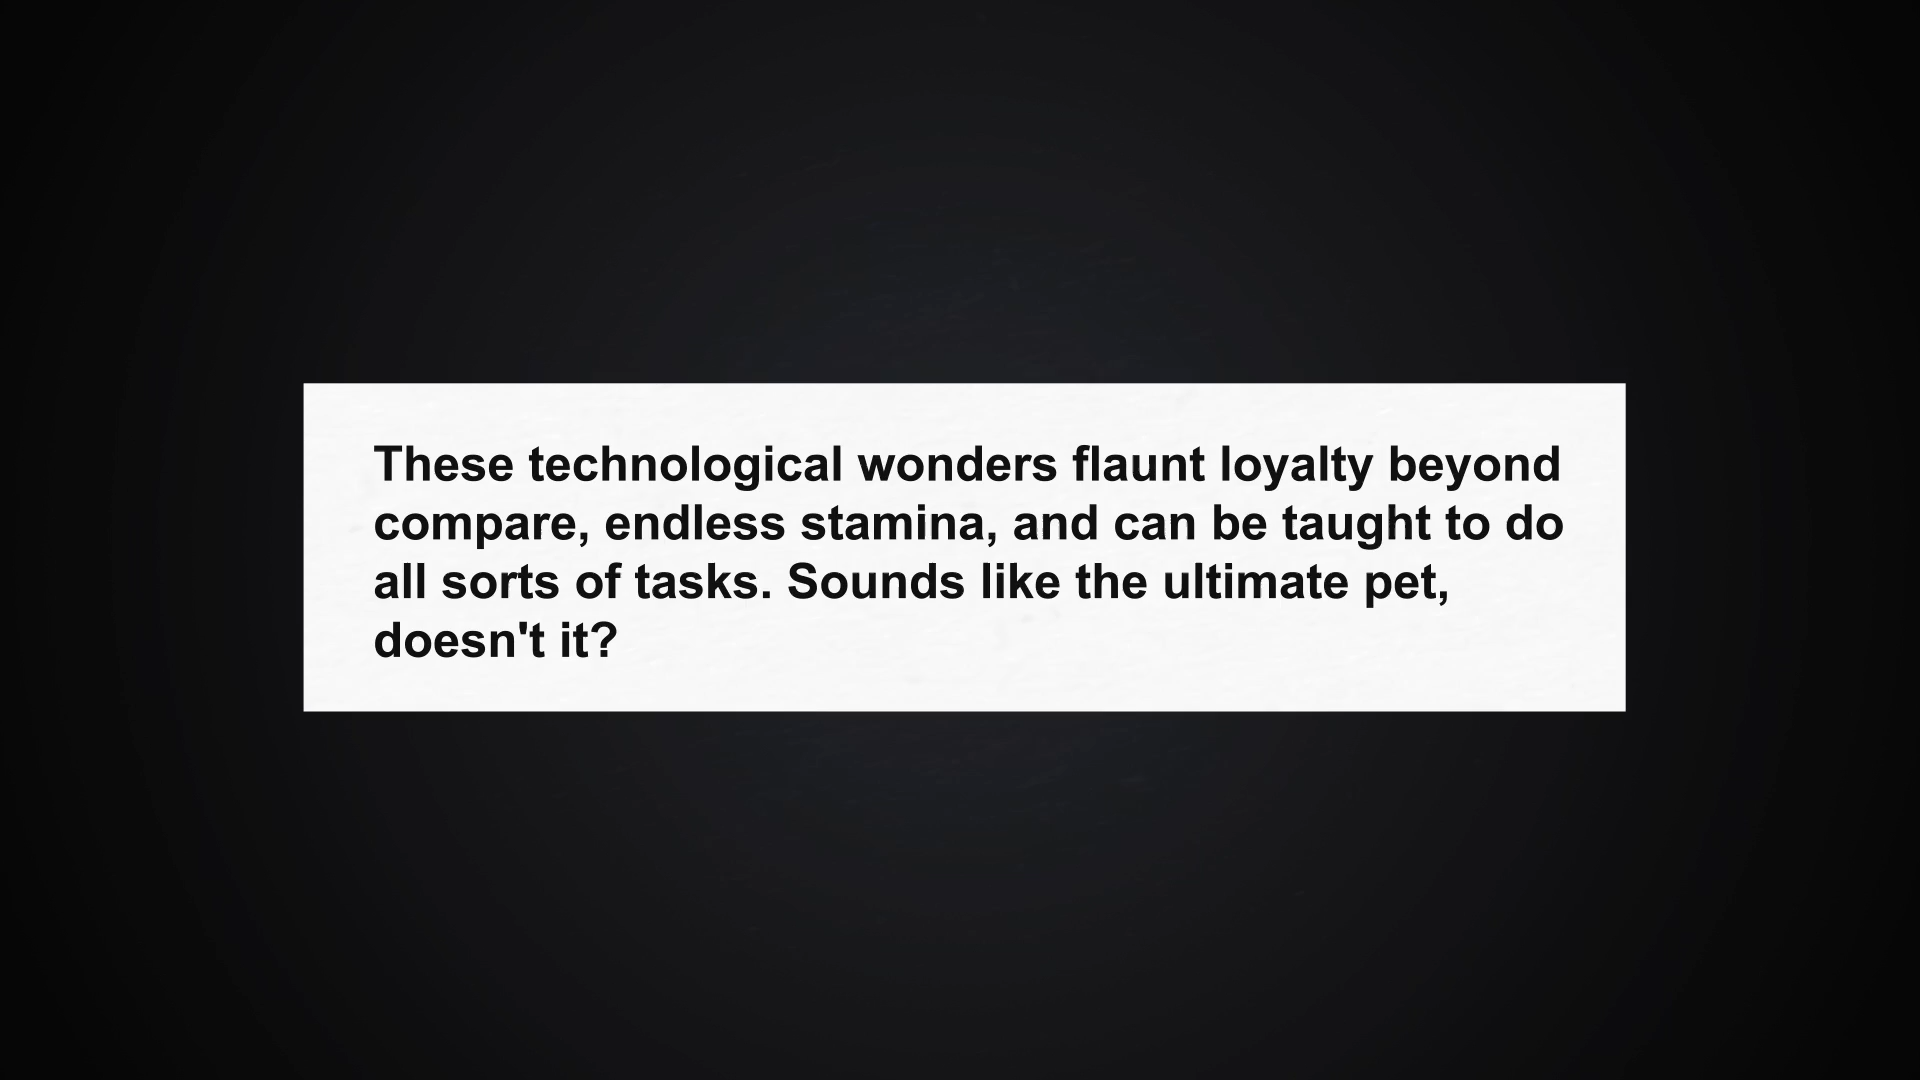 These technological wonders flaunt loyalty beyond
compare, endless stamina, and can be taught to do
all sorts of tasks. Sounds like the ultimate pet,
doesn't it?